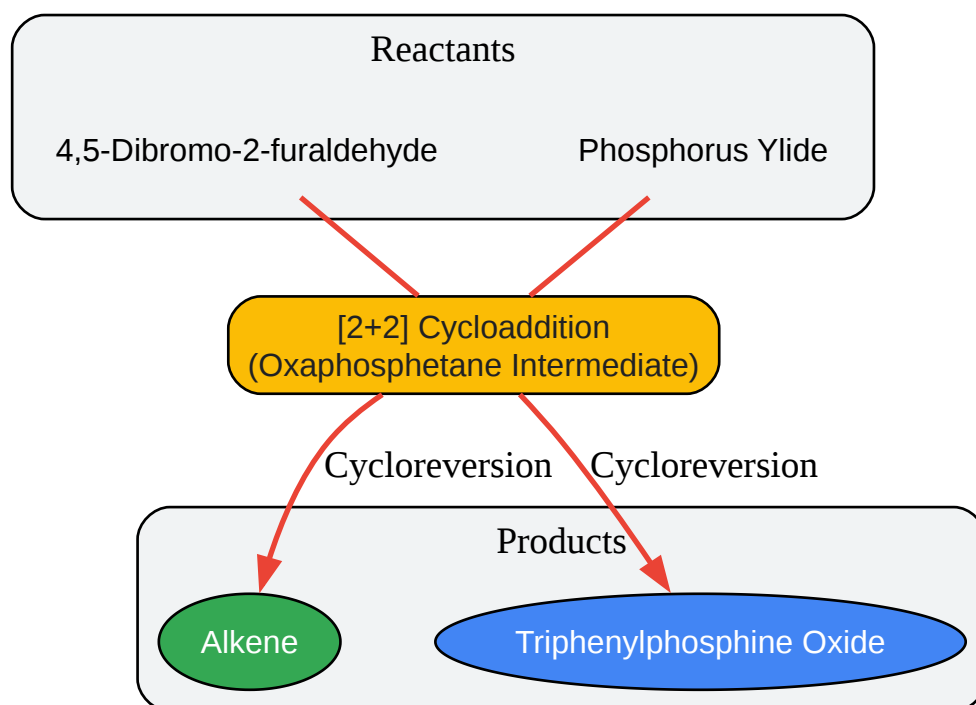 Reactants
4,5-Dibromo-2-furaldehyde
Phosphorus Ylide
[2+2] Cycloaddition
(Oxaphosphetane Intermediate)
Cycloreversion
Cycloreversion
Products
Alkene
Triphenylphosphine Oxide